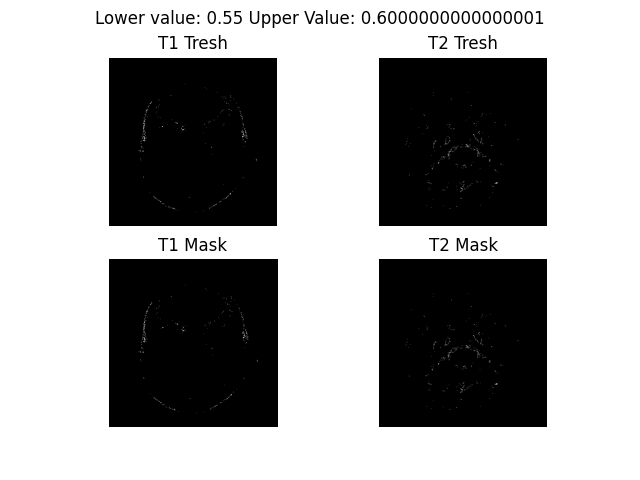 Lower value: 0.55 Upper Value: 0.6000000000000001
T1 Tresh
T2 Tresh
T1 Mask
T2 Mask